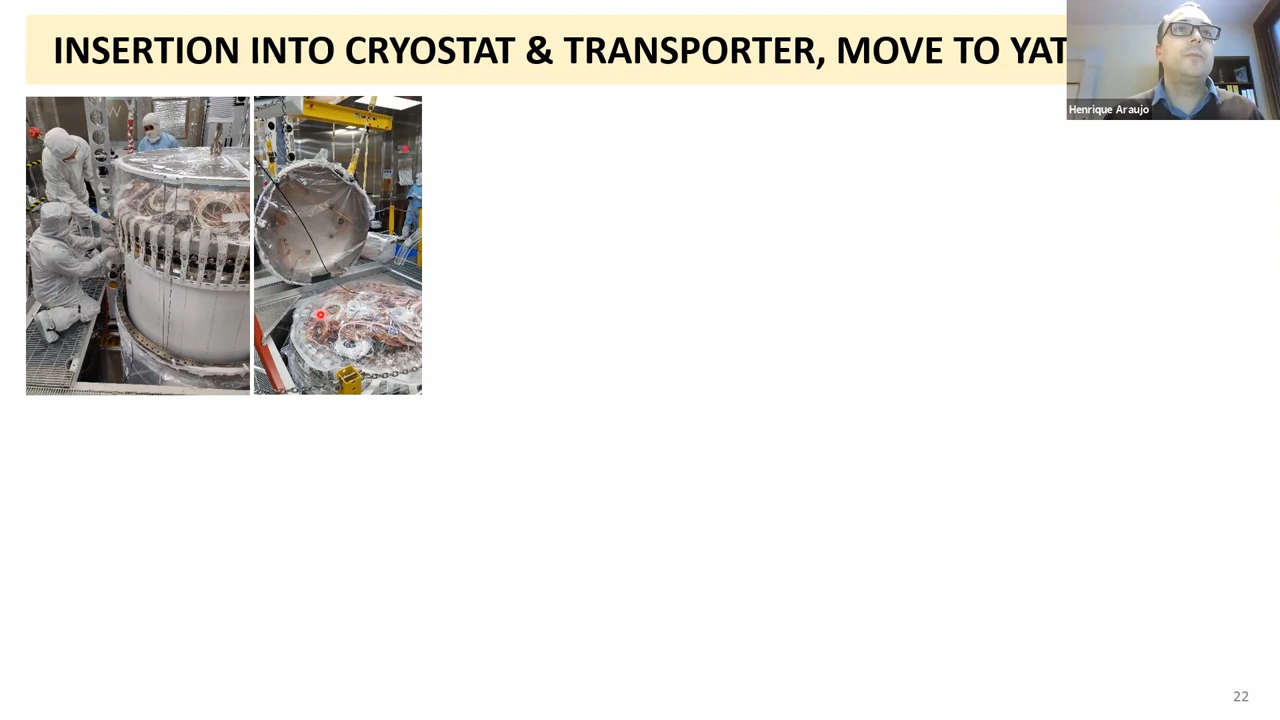 INSERTION INTO CRYOSTAT & TRANSPORTER, MOVE TO YAT
Henrique Araujo
22